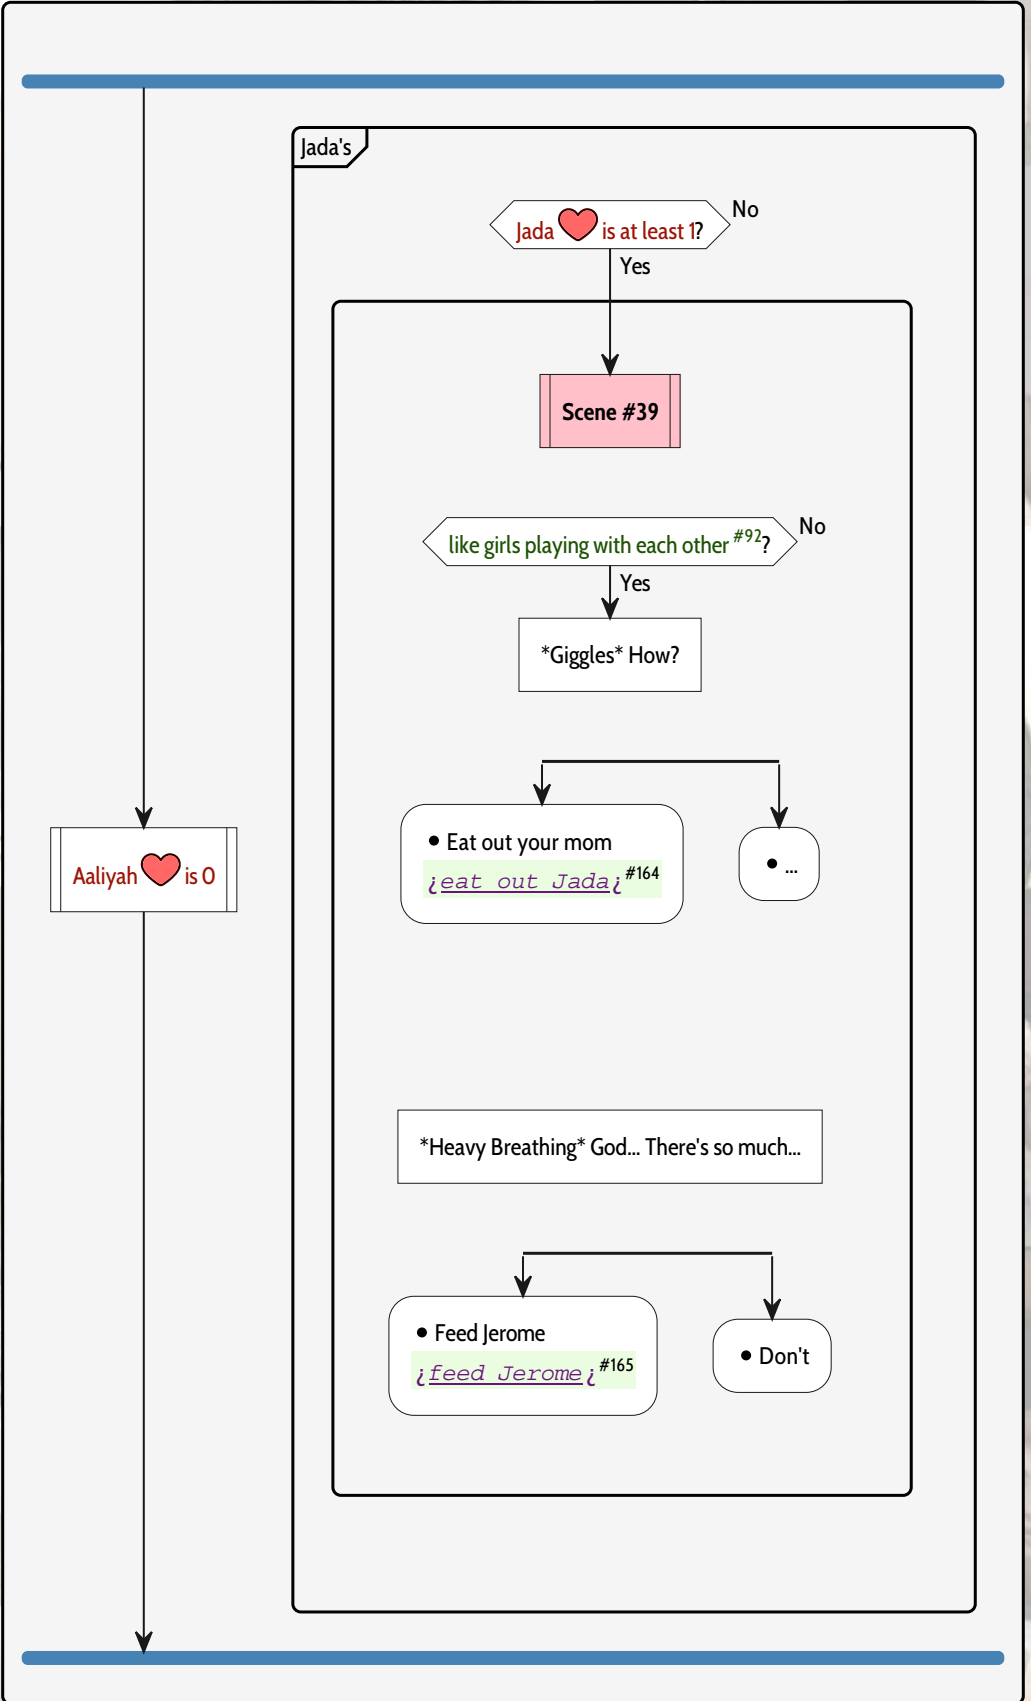 Jada's
Jada is at least 1?
No
Yes
Scene #39
like girls playing with each other #92?
No
Yes
*Giggles* How?
• Eat out your mom
¿eat out Jada¿#164
• ...
Aaliyah is 0
*Heavy Breathing* God... There's so much...
• Feed Jerome
¿feed Jerome¿#165
• Don't